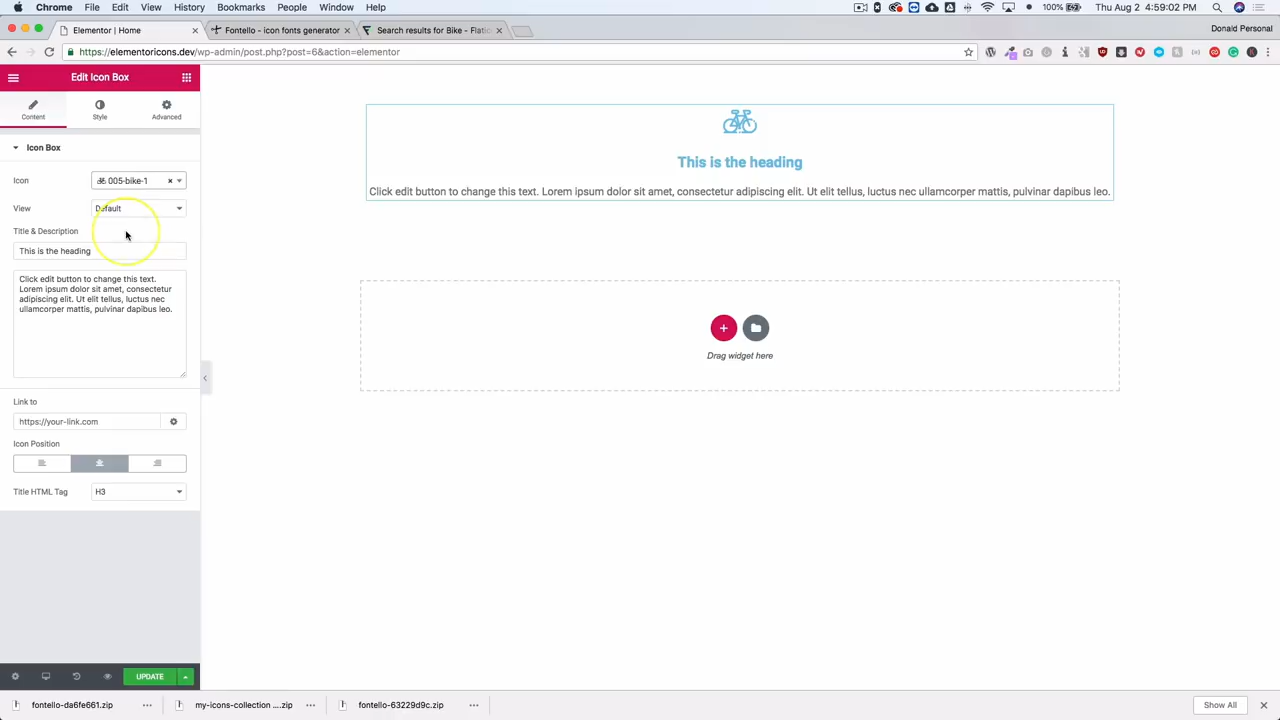 Chrome File Edit View History Bookmarks People Window Help 100% Thu Aug 2 4:59:02 PM
Elementor | Home Fontello - icon fonts generator Search results for Bike - Flatic Donald Personal
https://elementoricons.dev/wp-admin/post.php?post=6&action=elementor
Edit Icon Box
Content Style Advanced
Icon Box
Icon 005-bike-1
View Default
Title & Description
This is the heading
Click edit button to change this text.
Lorem ipsum dolor sit amet, consectetur
adipiscing elit. Ut elit tellus, luctus nec
ullamcorper mattis, pulvinar dapibus leo.
Link to
https://your-link.com
Icon Position
Title HTML Tag H3
UPDATE
This is the heading
Click edit button to change this text. Lorem ipsum dolor sit amet, consectetur adipiscing elit. Ut elit tellus, luctus nec ullamcorper mattis, pulvinar dapibus leo.
Drag widget here
fontello-da6fe661.zip my-icons-collection ....zip fontello-63229d9c.zip Show All